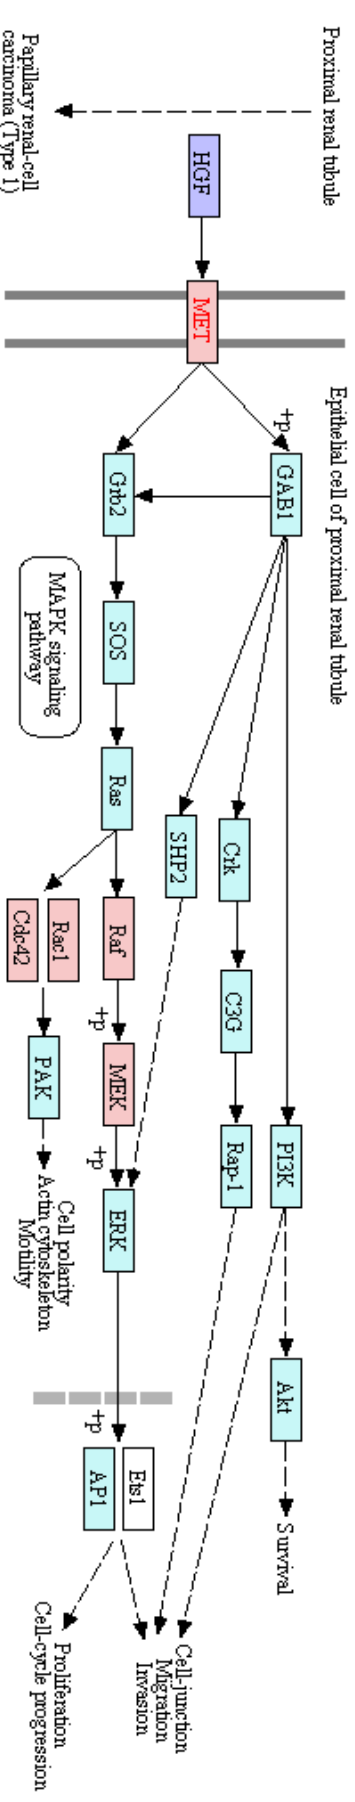 Proximal renal tubule
Papillary renal-cell
carcinoma (Type 1)
Epithelial cell of proximal renal tubule
HGF
MET
+p
GAB1
Grb2
SOS
Ras
MAPK signaling
pathway
SHP2
Crk
C3G
Rap-1
PI3K
Akt
Survival
Raf
+p
MEK
+p
ERK
Rac1
Cdc42
PAK
Cell polarity
Actin cytoskeleton
Motility
+p
Ets1
AP1
Cell-junction
Migration
Invasion
Proliferation
Cell-cycle progression